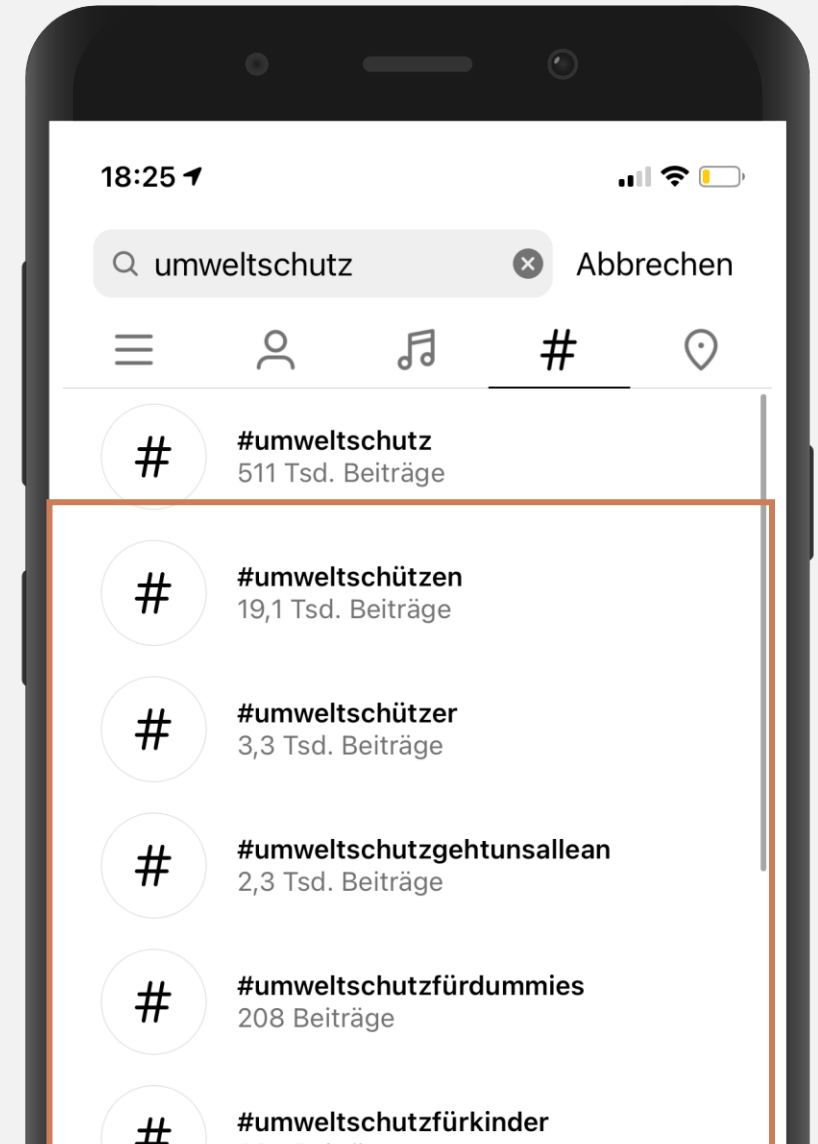 18:25
umweltschutz
Abbrechen
#
#
#umweltschutz
511 Tsd. Beiträge
#
#umweltschützen
19,1 Tsd. Beiträge
#
#umweltschützer
3,3 Tsd. Beiträge
#
#umweltschutzgehtunsallean
2,3 Tsd. Beiträge
#
#umweltschutzfürdummies
208 Beiträge
#
#umweltschutzfürkinder